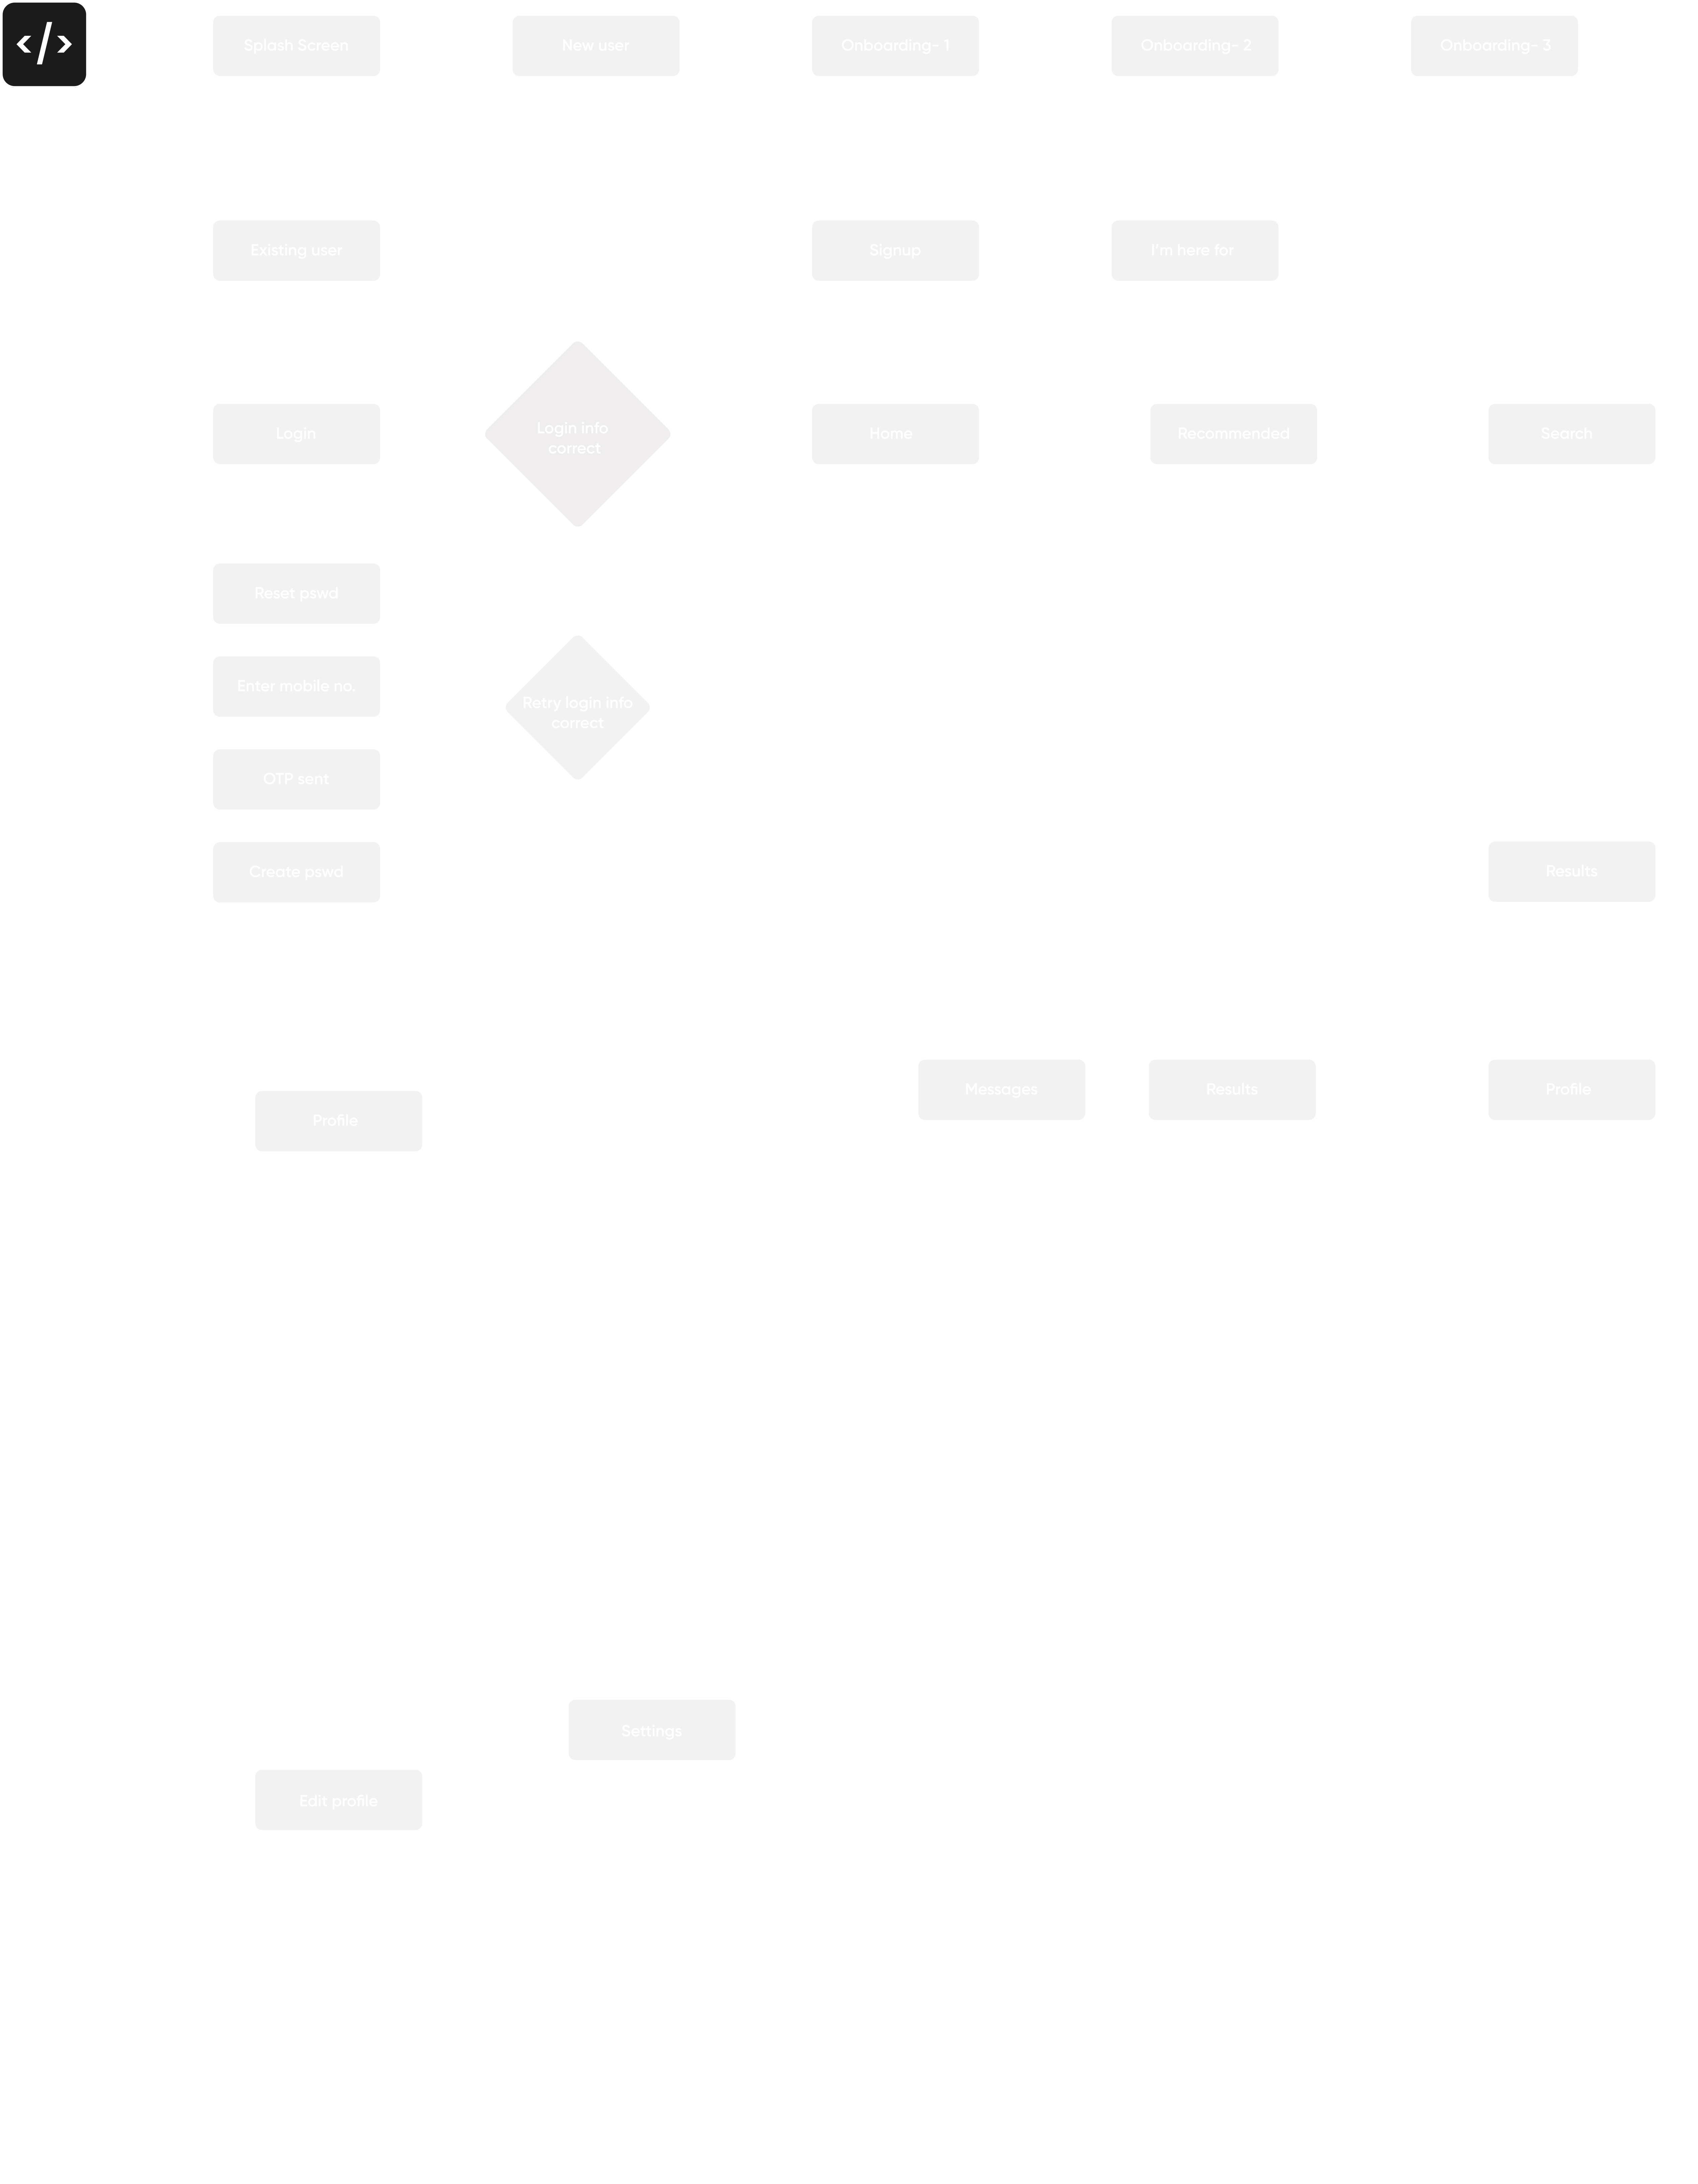 </>
Splash Screen
New user
Onboarding- 1
Onboarding- 2
Onboarding- 3
Existing user
Signup
I'm here for
Login
Login info
correct
Home
Recommended
Search
Reset pswd
Enter mobile no.
Retry login info
correct
OTP sent
Create pswd
Results
Messages
Results
Profile
Profile
Settings
Edit profile